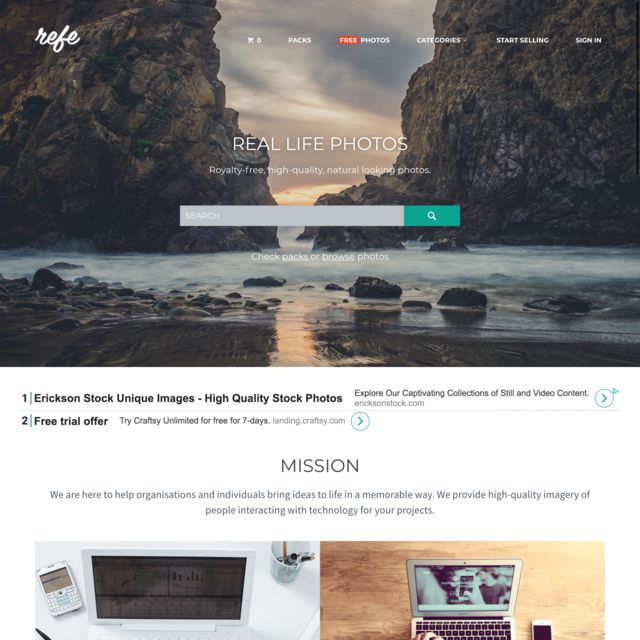 refe
0 PACKS FREE PHOTOS CATEGORIES START SELLING SIGN IN
REAL LIFE PHOTOS
Royalty-free, high-quality, natural looking photos.
SEARCH
Check packs or browse photos
1 Erickson Stock Unique Images - High Quality Stock Photos
Explore Our Captivating Collections of Still and Video Content.
ericksonstock.com
2 Free trial offer Try Craftsy Unlimited for free for 7-days. landing.craftsy.com
MISSION
We are here to help organisations and individuals bring ideas to life in a memorable way. We provide high-quality imagery of
people interacting with technology for your projects.